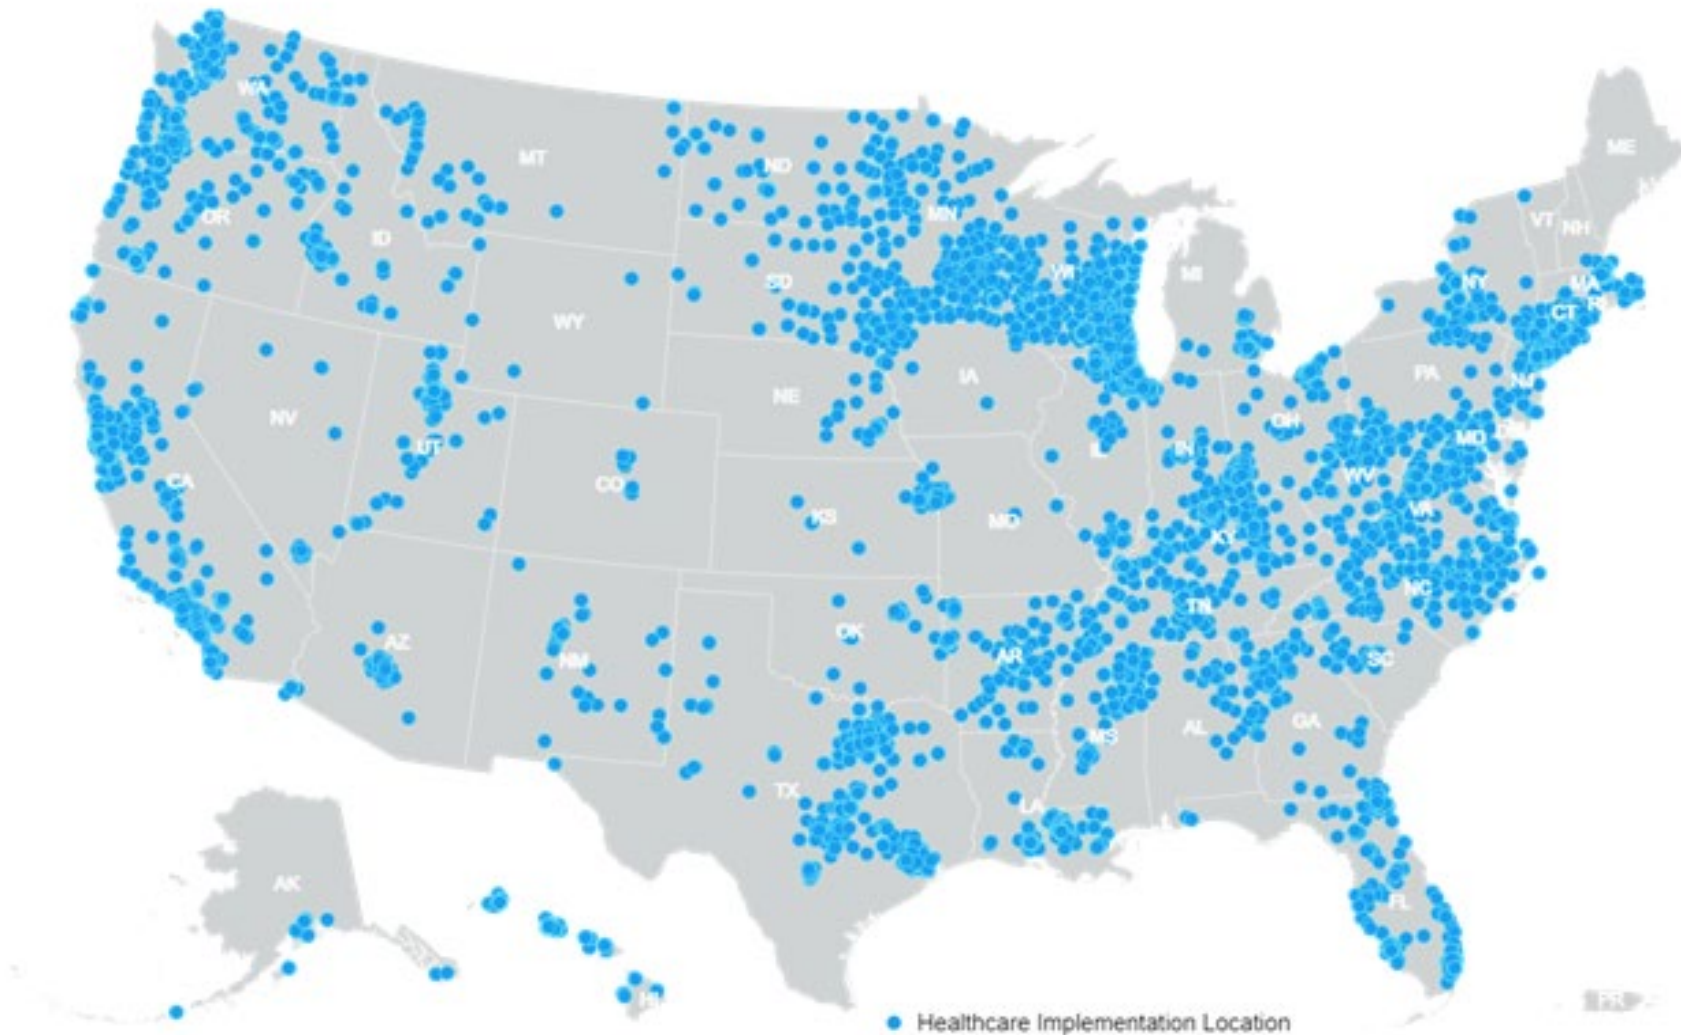 WA
MT
ND
MN
OR
ID
SD
WI
MI
VT
NH
ME
NY
MA
RI
CT
WY
IA
NE
PA
NJ
NV
UT
OH
MD
CA
CO
IL
IN
WV
KS
MO
KY
VA
NC
TN
OK
AZ
NM
AR
SC
MS
AL
GA
TX
LA
AK
FL
HI
PR
Healthcare Implementation Location